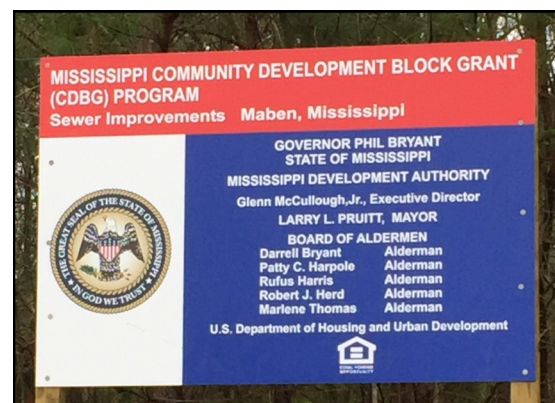 MISSISSIPPI COMMUNITY DEVELOPMENT BLOCK GRANT
(CDBG) PROGRAM
Sewer Improvements Maben, Mississippi
GOVERNOR PHIL BRYANT
STATE OF MISSISSIPPI
MISSISSIPPI DEVELOPMENT AUTHORITY
Glenn McCullough,Jr., Executive Director
LARRY L. PRUITT, MAYOR
BOARD OF ALDERMEN
Darrell Bryant Alderman
Patty C. Harpole Alderman
Rufus Harris Alderman
Robert J. Herd Alderman
Marlene Thomas Alderman
U.S. Department of Housing and Urban Development
EQUAL HOUSING
OPPORTUNITY
THE GREAT SEAL OF THE STATE OF MISSISSIPPI
IN GOD WE TRUST